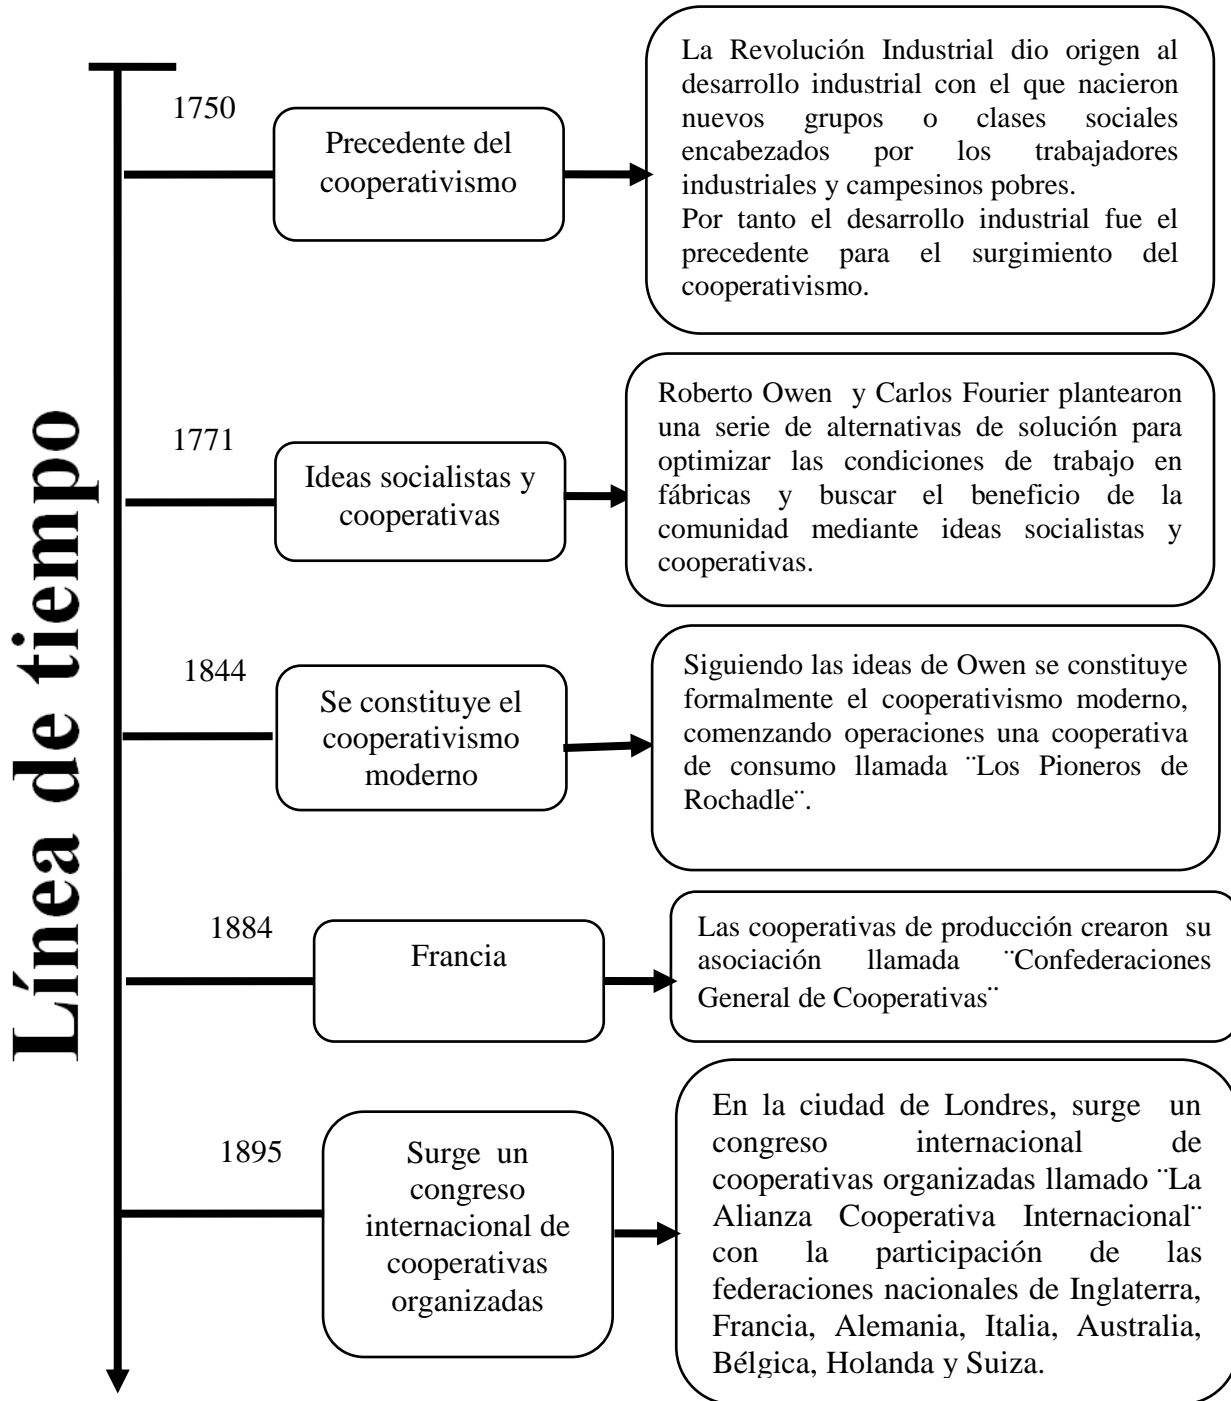 Línea de tiempo
1750
Precedente del
cooperativismo
La Revolución Industrial dio origen al
desarrollo industrial con el que nacieron
nuevos grupos o clases sociales
encabezados por los trabajadores
industriales y campesinos pobres.
Por tanto el desarrollo industrial fue el
precedente para el surgimiento del
cooperativismo.
1771
Ideas socialistas y
cooperativas
Roberto Owen y Carlos Fourier plantearon
una serie de alternativas de solución para
optimizar las condiciones de trabajo en
fábricas y buscar el beneficio de la
comunidad mediante ideas socialistas y
cooperativas.
1844
Se constituye el
cooperativismo
moderno
Siguiendo las ideas de Owen se constituye
formalmente el cooperativismo moderno,
comenzando operaciones una cooperativa
de consumo llamada ¨Los Pioneros de
Rochadle¨.
1884
Francia
Las cooperativas de producción crearon su
asociación llamada ¨Confederaciones
General de Cooperativas¨
1895
Surge un
congreso
internacional de
cooperativas
organizadas
En la ciudad de Londres, surge un
congreso internacional de
cooperativas organizadas llamado ¨La
Alianza Cooperativa Internacional¨
con la participación de las
federaciones nacionales de Inglaterra,
Francia, Alemania, Italia, Australia,
Bélgica, Holanda y Suiza.